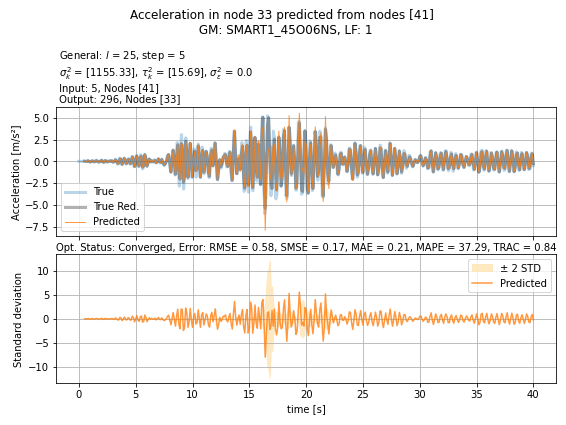 Acceleration in node 33 predicted from nodes [41]
GM: SMART1_45O06NS, LF: 1
General: l = 25, step = 5
σ_k² = [1155.33], τ_k² = [15.69], σ_ε² = 0.0
Input: 5, Nodes [41]
Output: 296, Nodes [33]
Acceleration [m/s²]
5.0
2.5
0.0
−2.5
−5.0
−7.5
True
True Red.
Predicted
Opt. Status: Converged, Error: RMSE = 0.58, SMSE = 0.17, MAE = 0.21, MAPE = 37.29, TRAC = 0.84
Standard deviation
10
5
0
−5
−10
± 2 STD
Predicted
0 5 10 15 20 25 30 35 40
time [s]